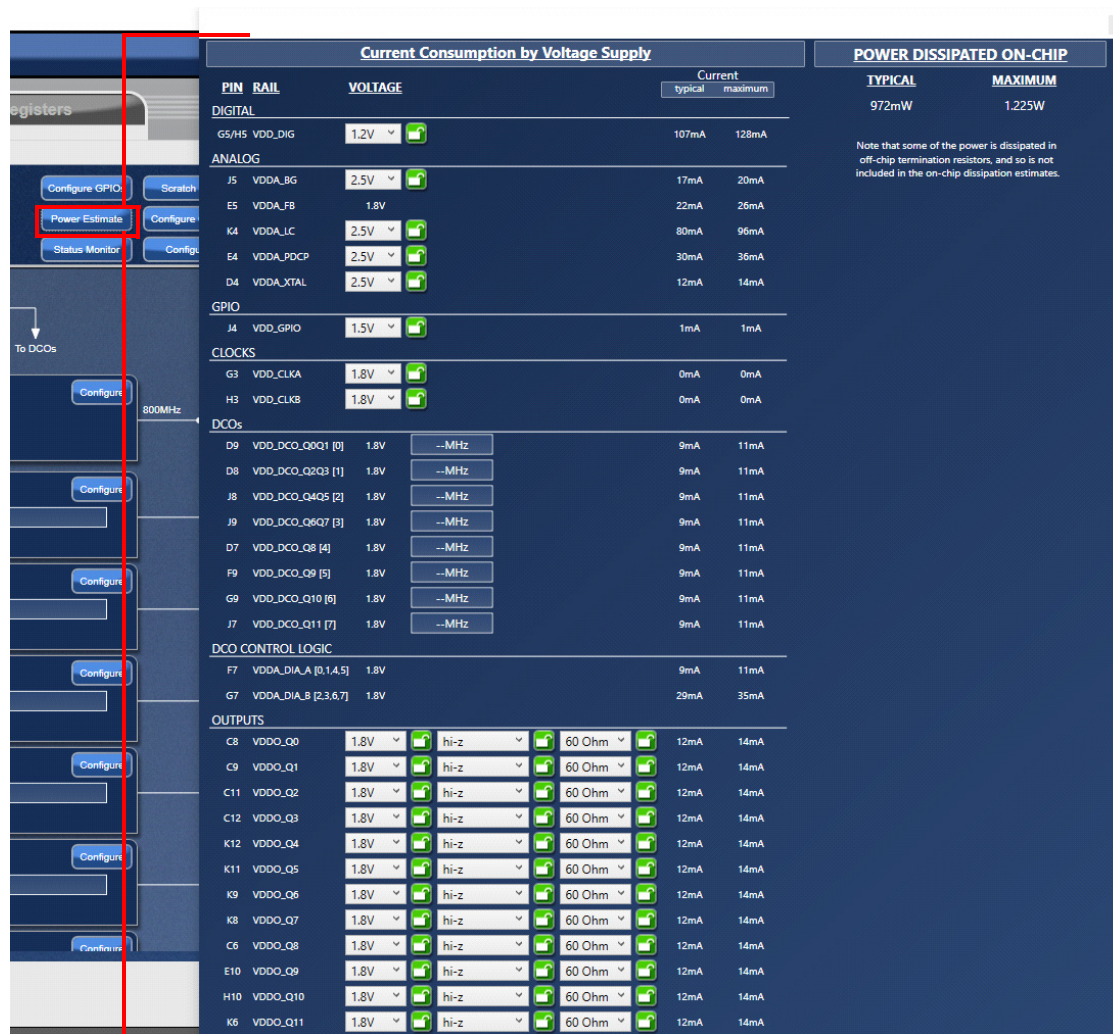 Current Consumption by Voltage Supply
POWER DISSIPATED ON-CHIP
Current
PIN RAIL VOLTAGE typical maximum
TYPICAL MAXIMUM
972mW 1.225W
Note that some of the power is dissipated in
off-chip termination resistors, and so is not
included in the on-chip dissipation estimates.
DIGITAL
G5/H5 VDD_DIG 1.2V 107mA 128mA
ANALOG
J5 VDDA_BG 2.5V 17mA 20mA
E5 VDDA_FB 1.8V 22mA 26mA
K4 VDDA_LC 2.5V 80mA 96mA
E4 VDDA_PDCP 2.5V 30mA 36mA
D4 VDDA_XTAL 2.5V 12mA 14mA
GPIO
J4 VDD_GPIO 1.5V 1mA 1mA
CLOCKS
G3 VDD_CLKA 1.8V 0mA 0mA
H3 VDD_CLKB 1.8V 0mA 0mA
DCOs
D9 VDD_DCO_Q0Q1 [0] 1.8V --MHz 9mA 11mA
D8 VDD_DCO_Q2Q3 [1] 1.8V --MHz 9mA 11mA
J8 VDD_DCO_Q4Q5 [2] 1.8V --MHz 9mA 11mA
J9 VDD_DCO_Q6Q7 [3] 1.8V --MHz 9mA 11mA
D7 VDD_DCO_Q8 [4] 1.8V --MHz 9mA 11mA
F9 VDD_DCO_Q9 [5] 1.8V --MHz 9mA 11mA
G9 VDD_DCO_Q10 [6] 1.8V --MHz 9mA 11mA
J7 VDD_DCO_Q11 [7] 1.8V --MHz 9mA 11mA
DCO CONTROL LOGIC
F7 VDDA_DIA_A [0,1,4,5] 1.8V 9mA 11mA
G7 VDDA_DIA_B [2,3,6,7] 1.8V 29mA 35mA
OUTPUTS
C8 VDDO_Q0 1.8V hi-z 60 Ohm 12mA 14mA
C9 VDDO_Q1 1.8V hi-z 60 Ohm 12mA 14mA
C11 VDDO_Q2 1.8V hi-z 60 Ohm 12mA 14mA
C12 VDDO_Q3 1.8V hi-z 60 Ohm 12mA 14mA
K12 VDDO_Q4 1.8V hi-z 60 Ohm 12mA 14mA
K11 VDDO_Q5 1.8V hi-z 60 Ohm 12mA 14mA
K9 VDDO_Q6 1.8V hi-z 60 Ohm 12mA 14mA
K8 VDDO_Q7 1.8V hi-z 60 Ohm 12mA 14mA
C6 VDDO_Q8 1.8V hi-z 60 Ohm 12mA 14mA
E10 VDDO_Q9 1.8V hi-z 60 Ohm 12mA 14mA
H10 VDDO_Q10 1.8V hi-z 60 Ohm 12mA 14mA
K6 VDDO_Q11 1.8V hi-z 60 Ohm 12mA 14mA
egisters
Configure GPIOs Scratch
Power Estimate Configure
Status Monitor Configu
To DCOs
Configure
800MHz
Configure
Configure
Configure
Configure
Configure
Configure